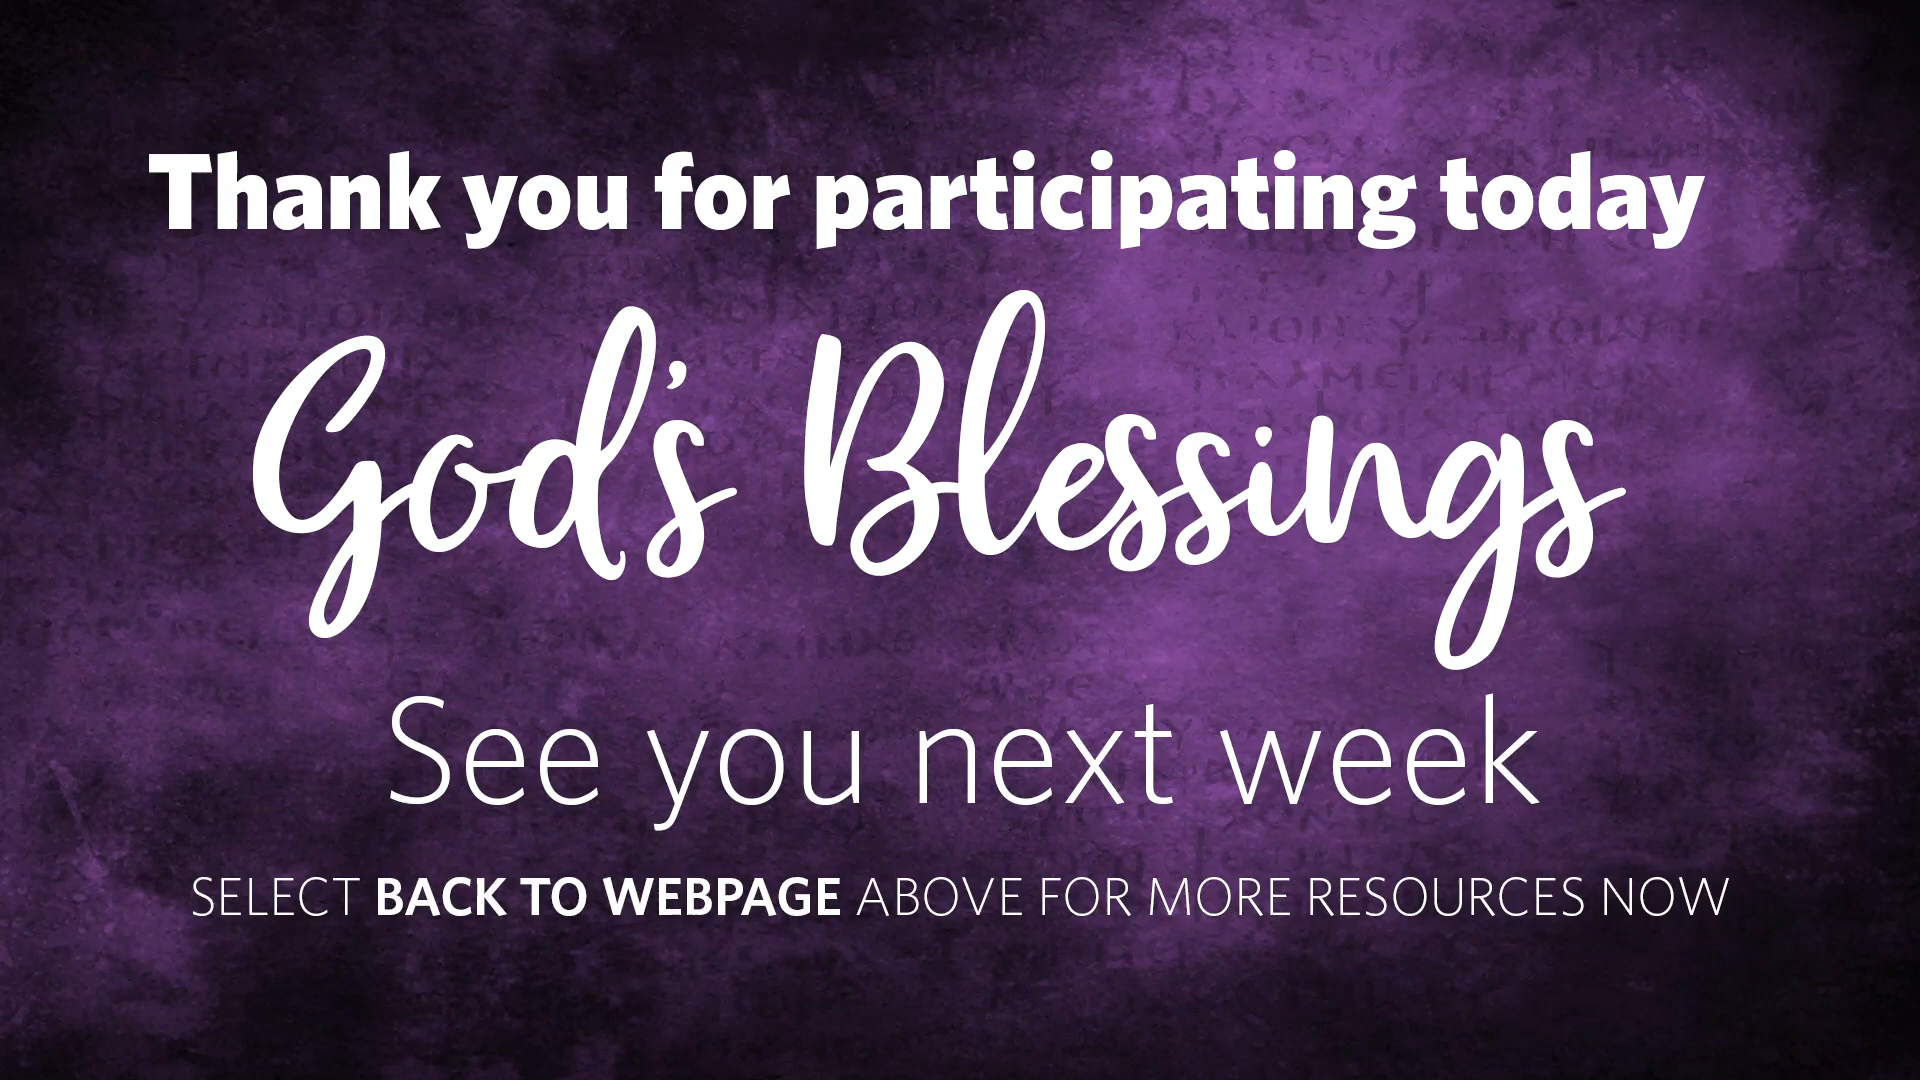 Thank you for participating today
God's Blessings
See you next week
SELECT BACK TO WEBPAGE ABOVE FOR MORE RESOURCES NOW